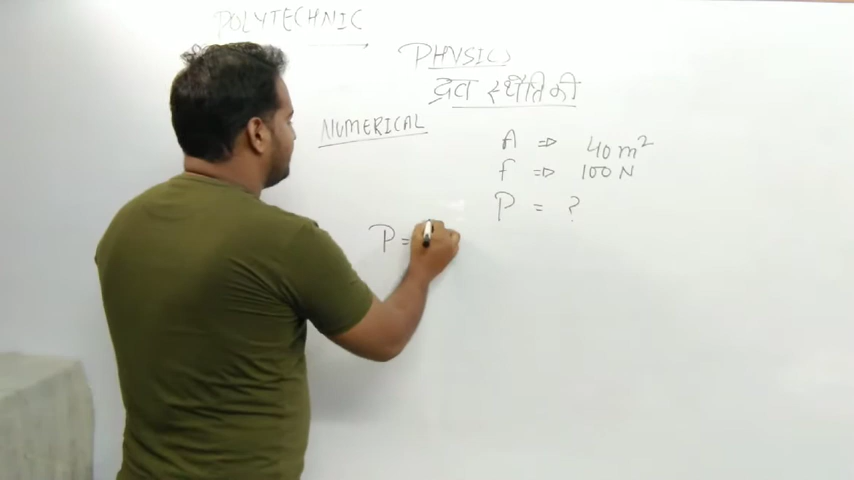 POLYTECHNIC
PHYSICS
द्रव स्थैतिकी
NUMERICAL
A ⇒ 40 m²
f ⇒ 100 N
P = ?
P =